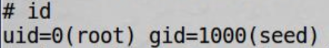 # id
uid=0(root) gid=1000(seed)